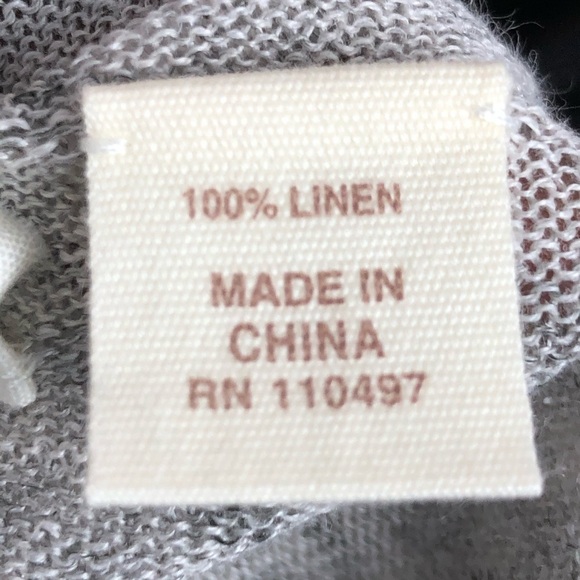 100% LINEN
MADE IN
CHINA
RN 110497